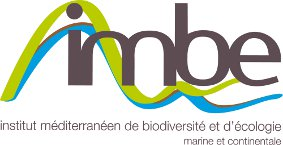 imbe
institut méditerranéen de biodiversité et d'écologie
marine et continentale